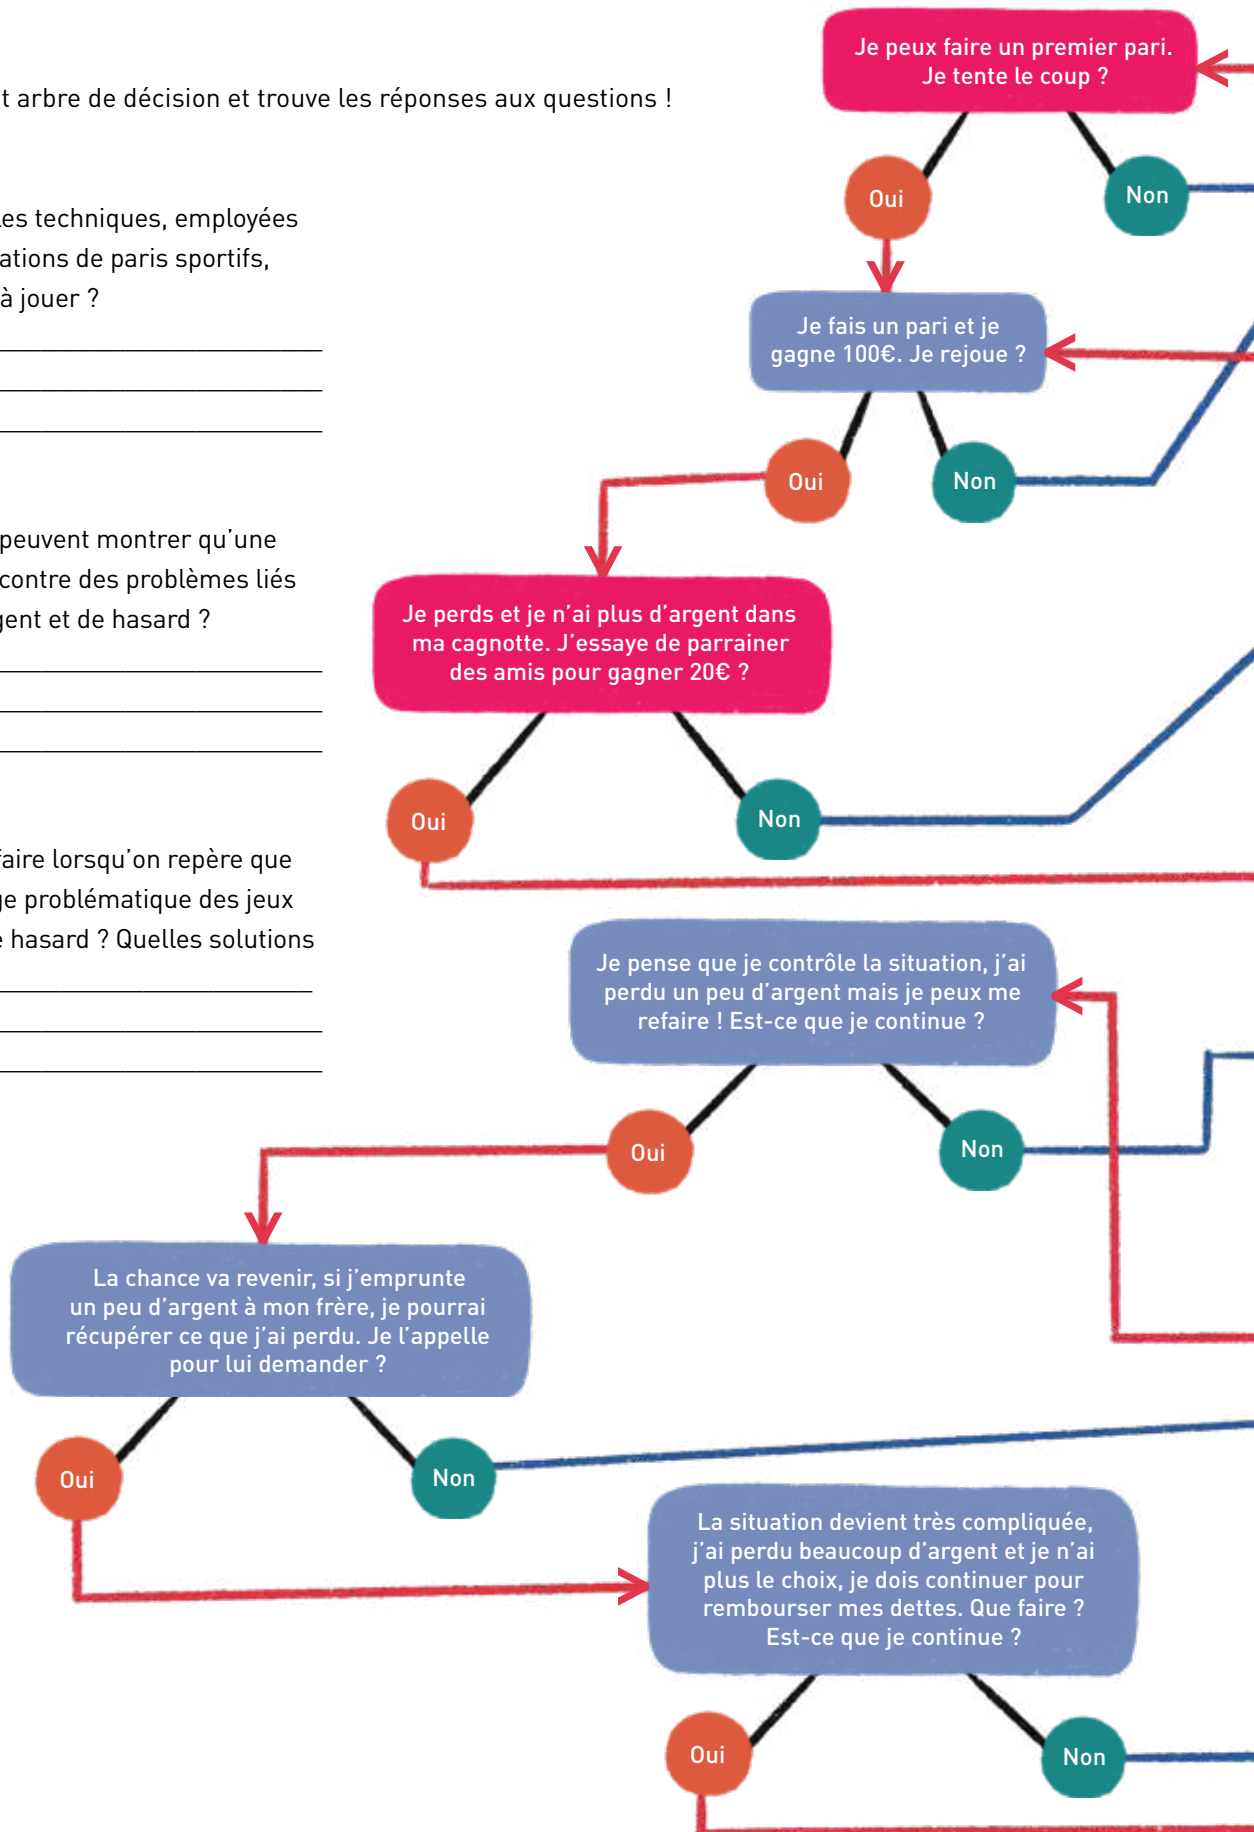 t arbre de décision et trouve les réponses aux questions !
les techniques, employées
ations de paris sportifs,
à jouer ?
peuvent montrer qu'une
contre des problèmes liés
gent et de hasard ?
faire lorsqu'on repère que
ge problématique des jeux
e hasard ? Quelles solutions
Je peux faire un premier pari.
Je tente le coup ?
Oui
Non
Je fais un pari et je
gagne 100€. Je rejoue ?
Oui
Non
Je perds et je n'ai plus d'argent dans
ma cagnotte. J'essaye de parrainer
des amis pour gagner 20€ ?
Oui
Non
Je pense que je contrôle la situation, j'ai
perdu un peu d'argent mais je peux me
refaire ! Est-ce que je continue ?
Oui
Non
La chance va revenir, si j'emprunte
un peu d'argent à mon frère, je pourrai
récupérer ce que j'ai perdu. Je l'appelle
pour lui demander ?
Oui
Non
La situation devient très compliquée,
j'ai perdu beaucoup d'argent et je n'ai
plus le choix, je dois continuer pour
rembourser mes dettes. Que faire ?
Est-ce que je continue ?
Oui
Non